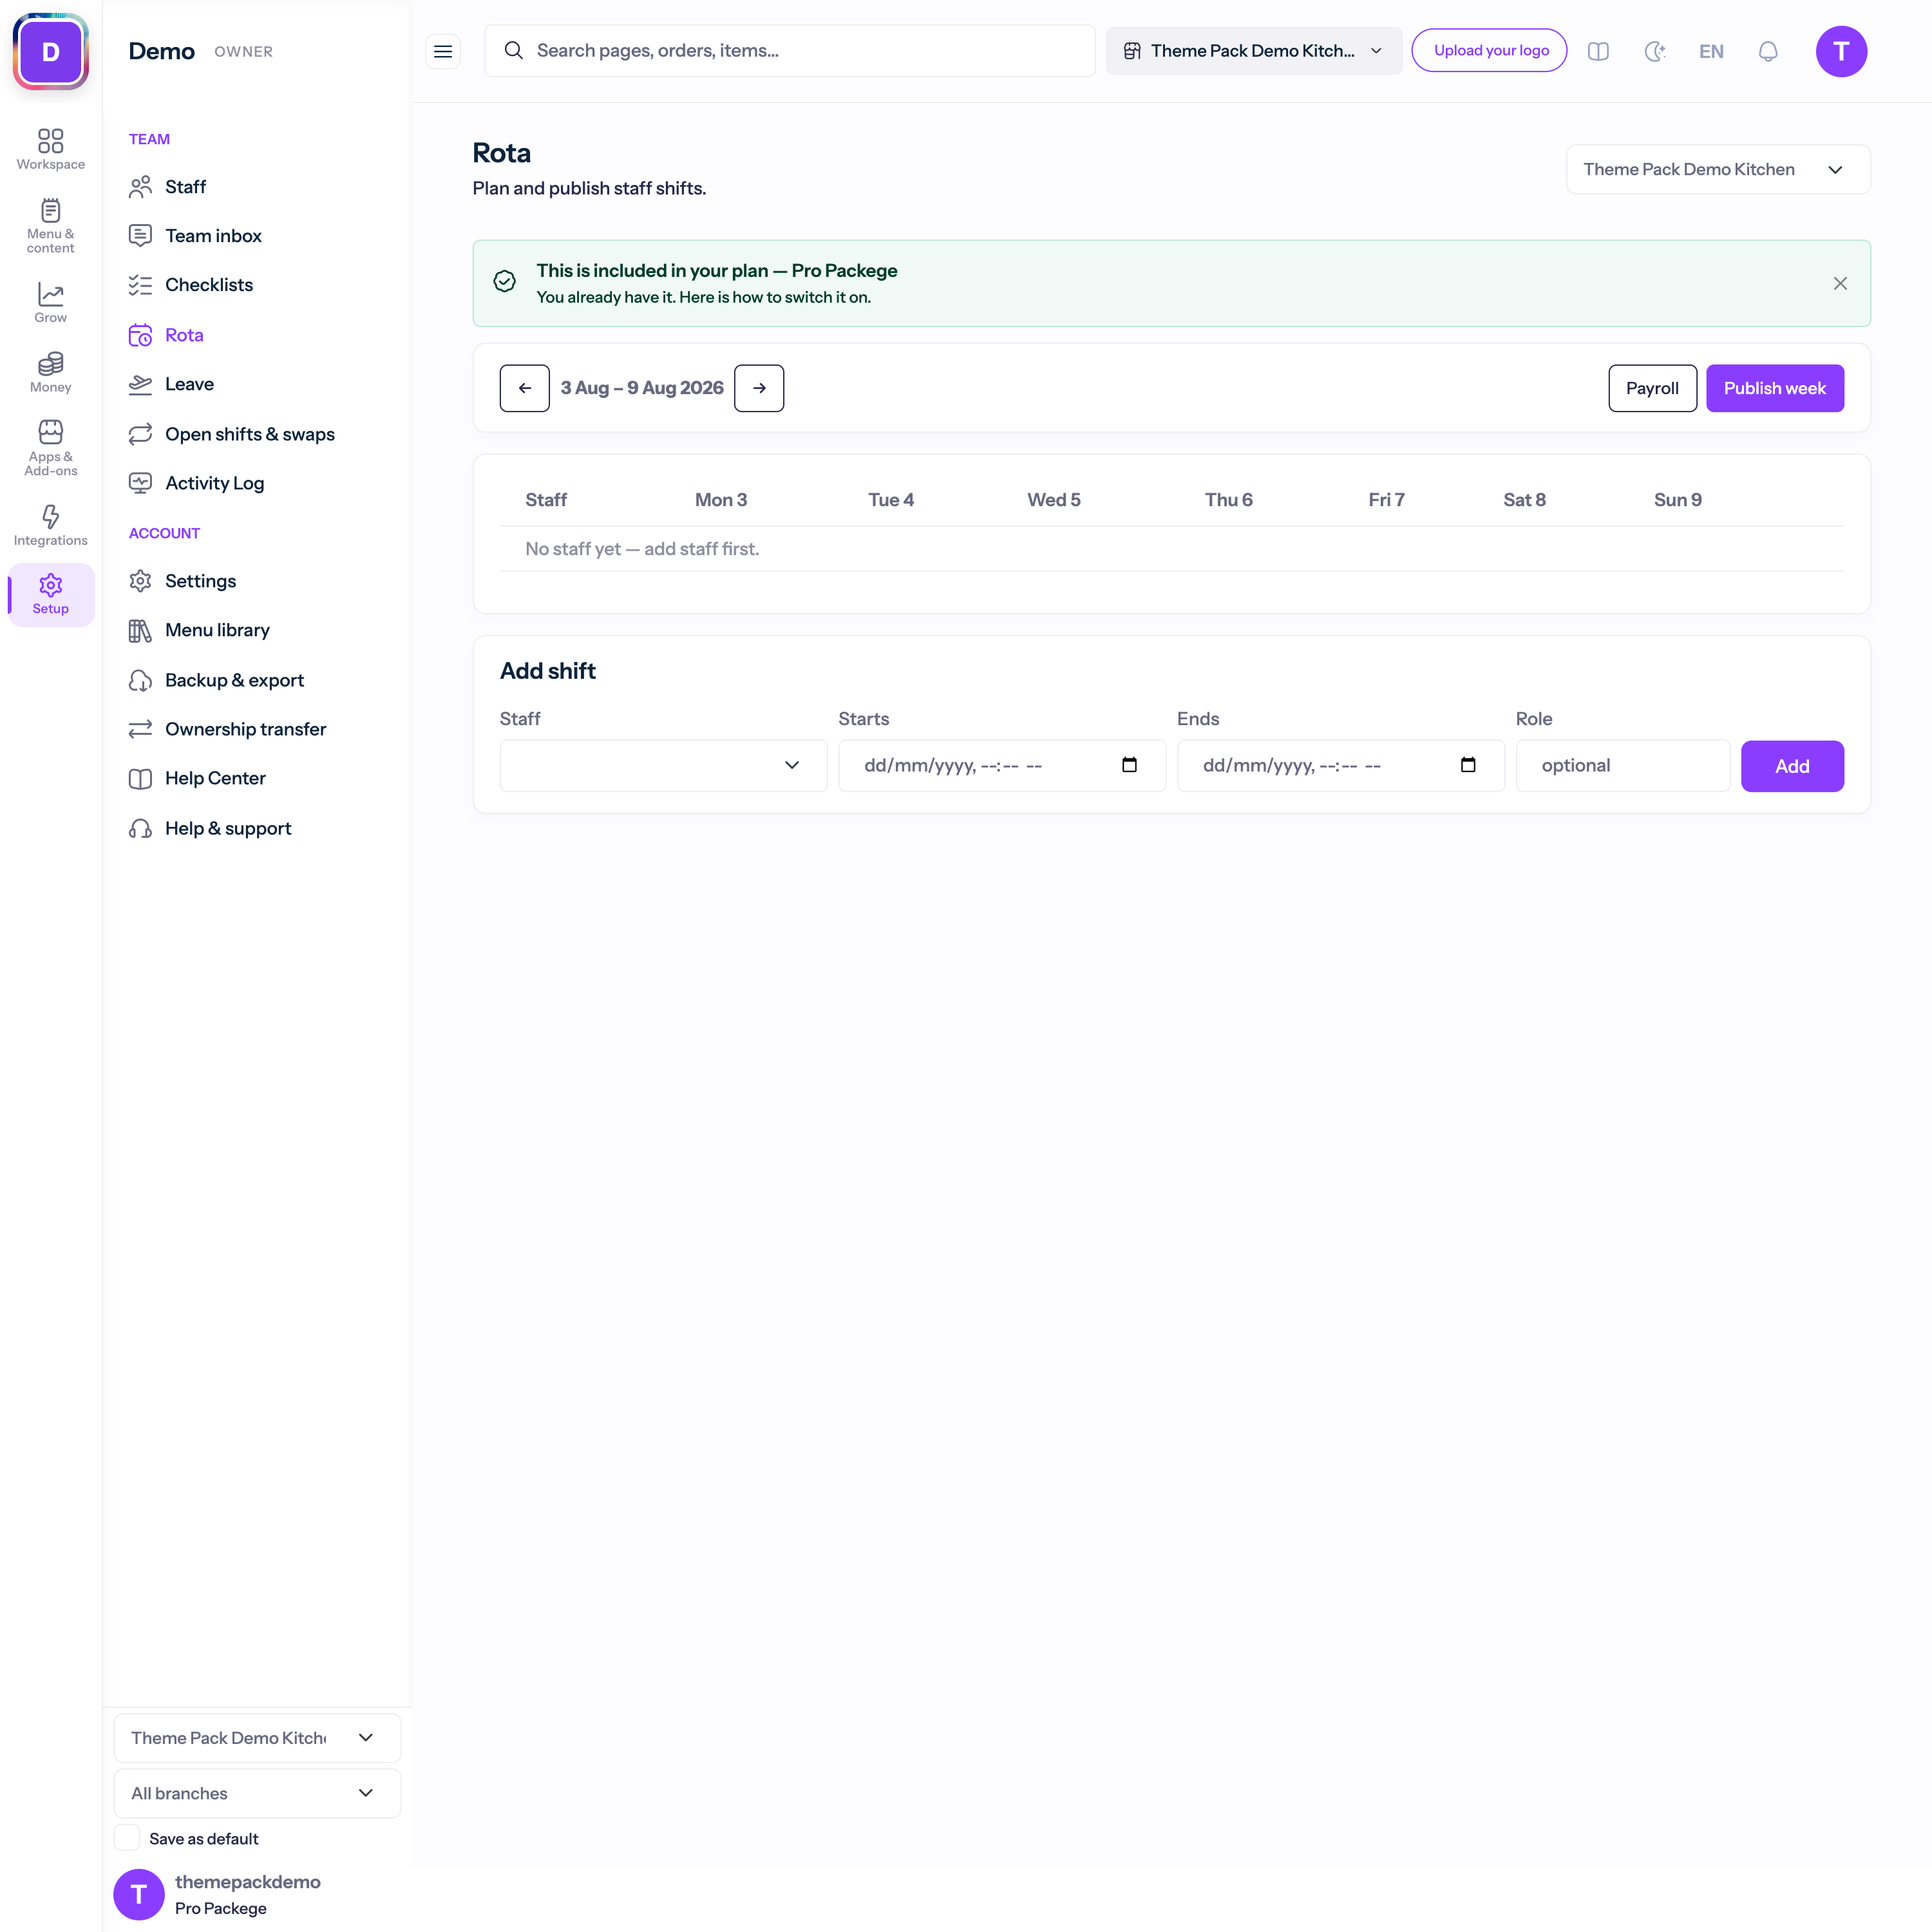 D
Demo OWNER
Search pages, orders, items...
Theme Pack Demo Kitch...
Upload your logo
EN
T
Workspace
Menu &
content
Grow
Money
Apps &
Add-ons
Integrations
Setup
TEAM
Staff
Team inbox
Checklists
Rota
Leave
Open shifts & swaps
Activity Log
ACCOUNT
Settings
Menu library
Backup & export
Ownership transfer
Help Center
Help & support
Theme Pack Demo Kitche
All branches
Save as default
T
themepackdemo
Pro Packege
Rota
Plan and publish staff shifts.
Theme Pack Demo Kitchen
This is included in your plan — Pro Packege
You already have it. Here is how to switch it on.
3 Aug – 9 Aug 2026
Payroll
Publish week
Staff Mon 3 Tue 4 Wed 5 Thu 6 Fri 7 Sat 8 Sun 9
No staff yet — add staff first.
Add shift
Staff Starts Ends Role
dd/mm/yyyy, --:-- -- dd/mm/yyyy, --:-- -- optional Add